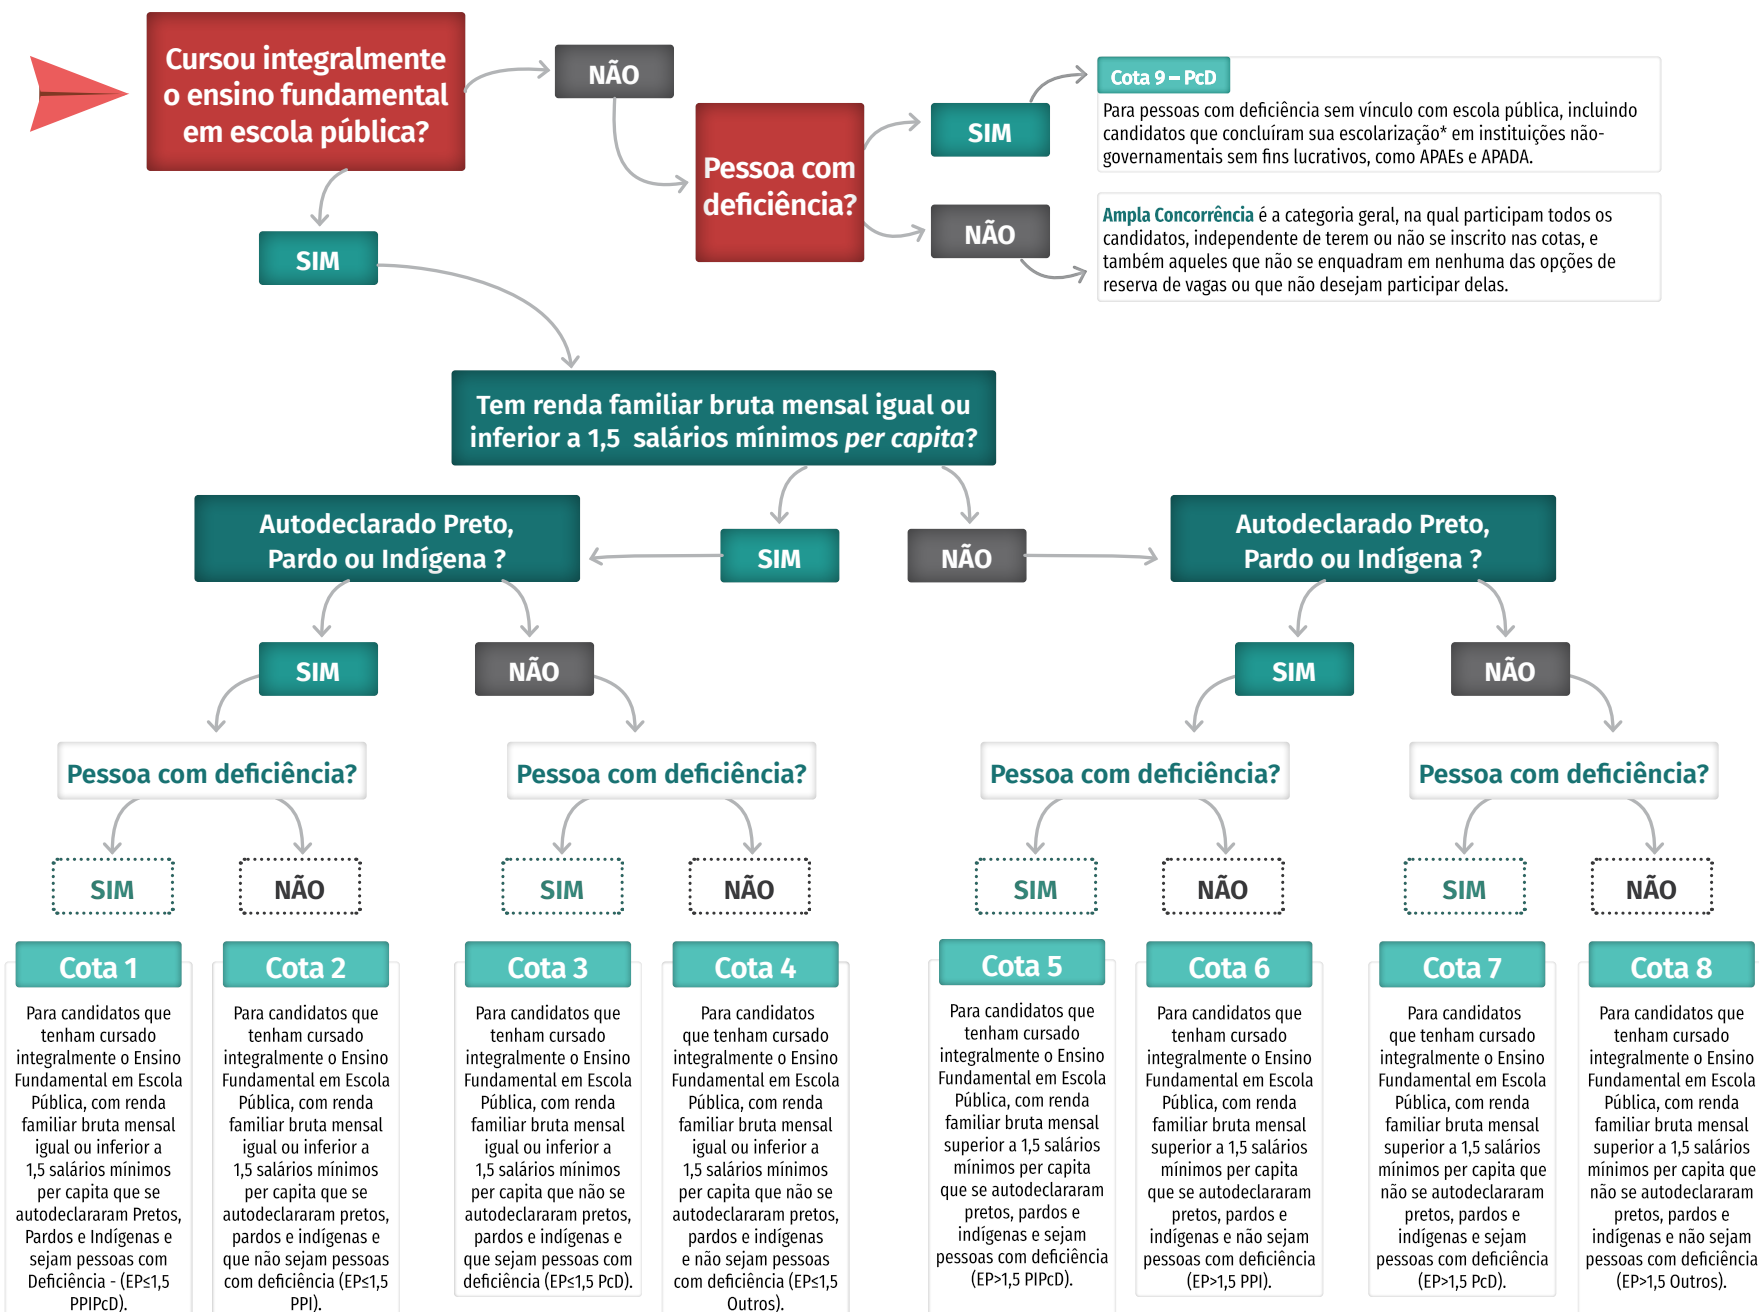 Cursou integralmente
o ensino fundamental
em escola pública?
NÃO
SIM
Pessoa com
deficiência?
SIM
NÃO
Cota 9 – PcD
Para pessoas com deficiência sem vínculo com escola pública, incluindo
candidatos que concluíram sua escolarização* em instituições não-
governamentais sem fins lucrativos, como APAEs e APADA.
Ampla Concorrência é a categoria geral, na qual participam todos os
candidatos, independente de terem ou não se inscrito nas cotas, e
também aqueles que não se enquadram em nenhuma das opções de
reserva de vagas ou que não desejam participar delas.
Tem renda familiar bruta mensal igual ou
inferior a 1,5 salários mínimos per capita?
SIM
NÃO
Autodeclarado Preto,
Pardo ou Indígena ?
SIM
NÃO
Autodeclarado Preto,
Pardo ou Indígena ?
SIM
NÃO
Pessoa com deficiência?
Pessoa com deficiência?
Pessoa com deficiência?
Pessoa com deficiência?
SIM
NÃO
SIM
NÃO
SIM
NÃO
SIM
NÃO
Cota 1
Para candidatos que
tenham cursado
integralmente o Ensino
Fundamental em Escola
Pública, com renda
familiar bruta mensal
igual ou inferior a
1,5 salários mínimos
per capita que se
autodeclararam Pretos,
Pardos e Indígenas e
sejam pessoas com
Deficiência - (EP≤1,5
PPIPcD).
Cota 2
Para candidatos que
tenham cursado
integralmente o Ensino
Fundamental em Escola
Pública, com renda
familiar bruta mensal
igual ou inferior a
1,5 salários mínimos
per capita que se
autodeclararam pretos,
pardos e indígenas e
que não sejam pessoas
com deficiência (EP≤1,5
PPI).
Cota 3
Para candidatos que
tenham cursado
integralmente o Ensino
Fundamental em Escola
Pública, com renda
familiar bruta mensal
igual ou inferior a
1,5 salários mínimos
per capita que não se
autodeclararam pretos,
pardos e indígenas e
que sejam pessoas com
deficiência (EP≤1,5 PcD).
Cota 4
Para candidatos
que tenham cursado
integralmente o Ensino
Fundamental em Escola
Pública, com renda
familiar bruta mensal
igual ou inferior a
1,5 salários mínimos
per capita que não se
autodeclararam pretos,
pardos e indígenas
e não sejam pessoas
com deficiência (EP≤1,5
Outros).
Cota 5
Para candidatos que
tenham cursado
integralmente o Ensino
Fundamental em Escola
Pública, com renda
familiar bruta mensal
superior a 1,5 salários
mínimos per capita
que se autodeclararam
pretos, pardos e
indígenas e sejam
pessoas com deficiência
(EP>1,5 PIPcD).
Cota 6
Para candidatos que
tenham cursado
integralmente o Ensino
Fundamental em Escola
Pública, com renda
familiar bruta mensal
superior a 1,5 salários
mínimos per capita
que se autodeclararam
pretos, pardos e
indígenas e não sejam
pessoas com deficiência
(EP>1,5 PPI).
Cota 7
Para candidatos
que tenham cursado
integralmente o Ensino
Fundamental em Escola
Pública, com renda
familiar bruta mensal
superior a 1,5 salários
mínimos per capita que
não se autodeclararam
pretos, pardos e
indígenas e sejam
pessoas com deficiência
(EP>1,5 PcD).
Cota 8
Para candidatos que
tenham cursado
integralmente o Ensino
Fundamental em Escola
Pública, com renda
familiar bruta mensal
superior a 1,5 salários
mínimos per capita que
não se autodeclararam
pretos, pardos e
indígenas e não sejam
pessoas com deficiência
(EP>1,5 Outros).